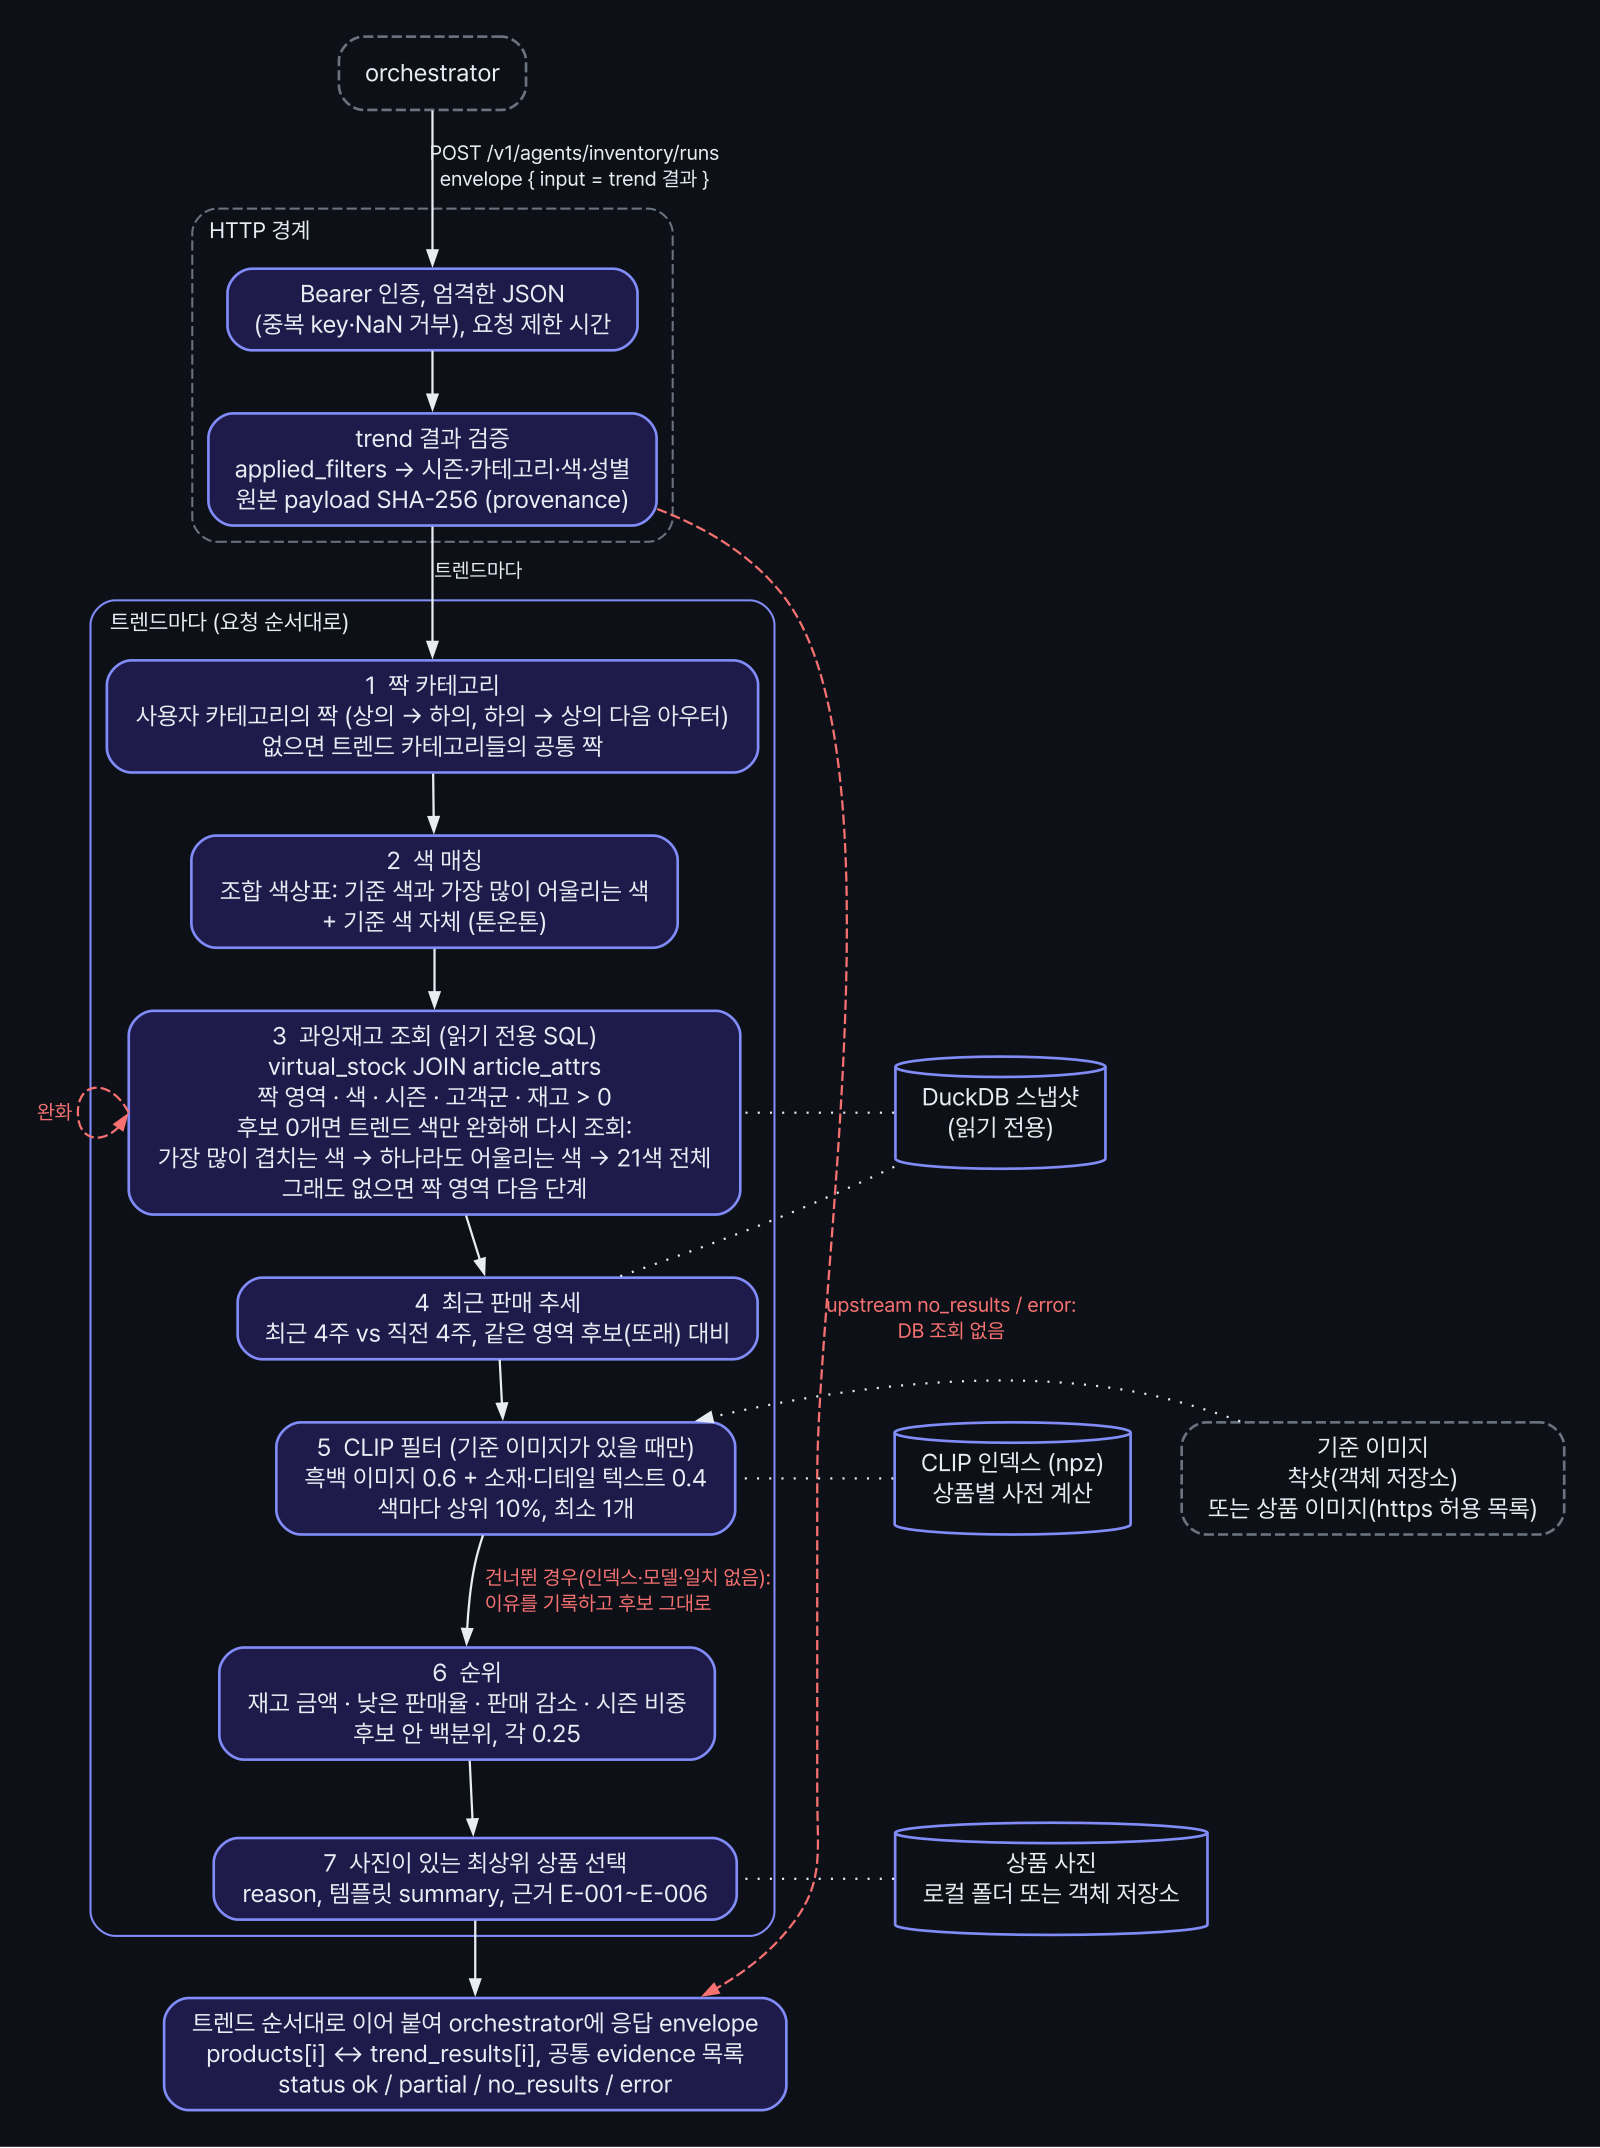 orchestrator
POST /v1/agents/inventory/runs
envelope { input = trend 결과 }
HTTP 경계
Bearer 인증, 엄격한 JSON
(중복 key·NaN 거부), 요청 제한 시간
trend 결과 검증
applied_filters → 시즌·카테고리·색·성별
원본 payload SHA-256 (provenance)
트렌드마다
트렌드마다 (요청 순서대로)
1 짝 카테고리
사용자 카테고리의 짝 (상의 → 하의, 하의 → 상의 다음 아우터)
없으면 트렌드 카테고리들의 공통 짝
2 색 매칭
조합 색상표: 기준 색과 가장 많이 어울리는 색
+ 기준 색 자체 (톤온톤)
3 과잉재고 조회 (읽기 전용 SQL)
virtual_stock JOIN article_attrs
짝 영역 · 색 · 시즌 · 고객군 · 재고 > 0
후보 0개면 트렌드 색만 완화해 다시 조회:
가장 많이 겹치는 색 → 하나라도 어울리는 색 → 21색 전체
그래도 없으면 짝 영역 다음 단계
완화
DuckDB 스냅샷
(읽기 전용)
4 최근 판매 추세
최근 4주 vs 직전 4주, 같은 영역 후보(또래) 대비
upstream no_results / error:
DB 조회 없음
5 CLIP 필터 (기준 이미지가 있을 때만)
흑백 이미지 0.6 + 소재·디테일 텍스트 0.4
색마다 상위 10%, 최소 1개
CLIP 인덱스 (npz)
상품별 사전 계산
기준 이미지
착샷(객체 저장소)
또는 상품 이미지(https 허용 목록)
건너뛴 경우(인덱스·모델·일치 없음):
이유를 기록하고 후보 그대로
6 순위
재고 금액 · 낮은 판매율 · 판매 감소 · 시즌 비중
후보 안 백분위, 각 0.25
7 사진이 있는 최상위 상품 선택
reason, 템플릿 summary, 근거 E-001~E-006
상품 사진
로컬 폴더 또는 객체 저장소
트렌드 순서대로 이어 붙여 orchestrator에 응답 envelope
products[i] ↔ trend_results[i], 공통 evidence 목록
status ok / partial / no_results / error